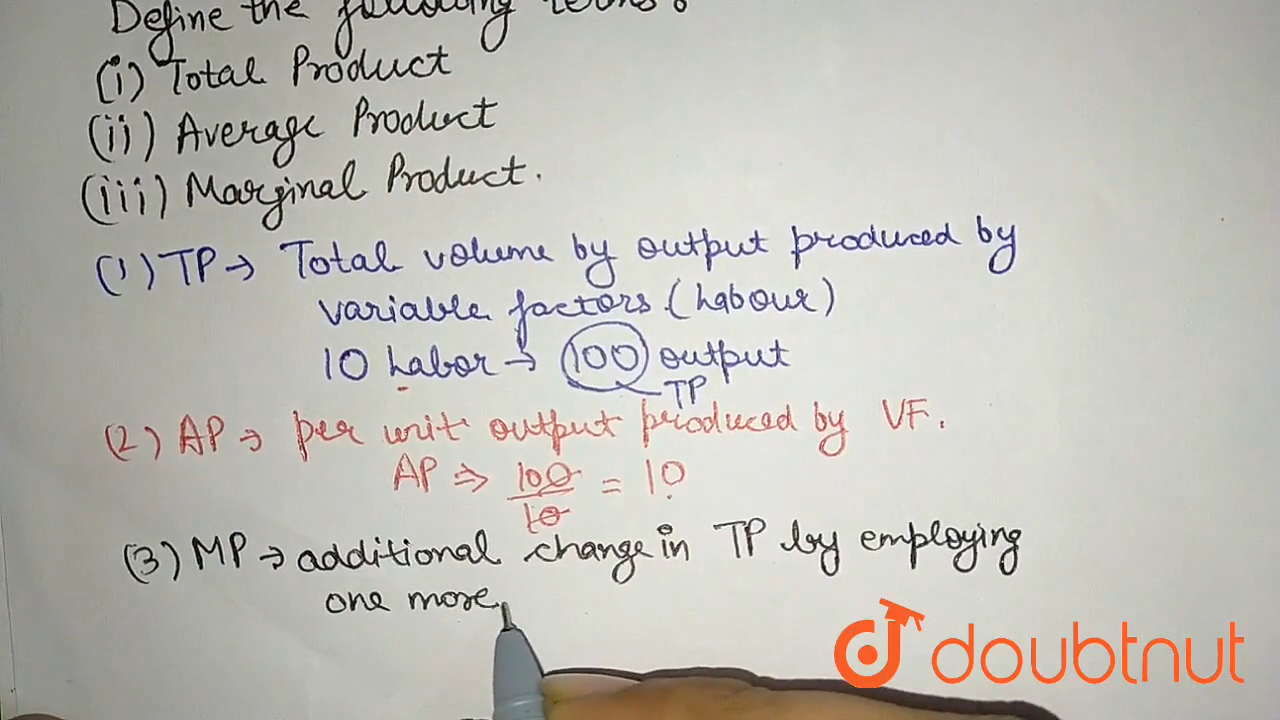 Define the following terms :
(i) Total Product
(ii) Average Product
(iii) Marginal Product.
(1) TP → Total volume by output produced by
variable factors. (Labour)
10 Labor → 100 output
TP
(2) AP → per unit output produced by VF.
AP ⇒ 100/10 = 10
(3) MP → additional change in TP by employing
one more
doubtnut